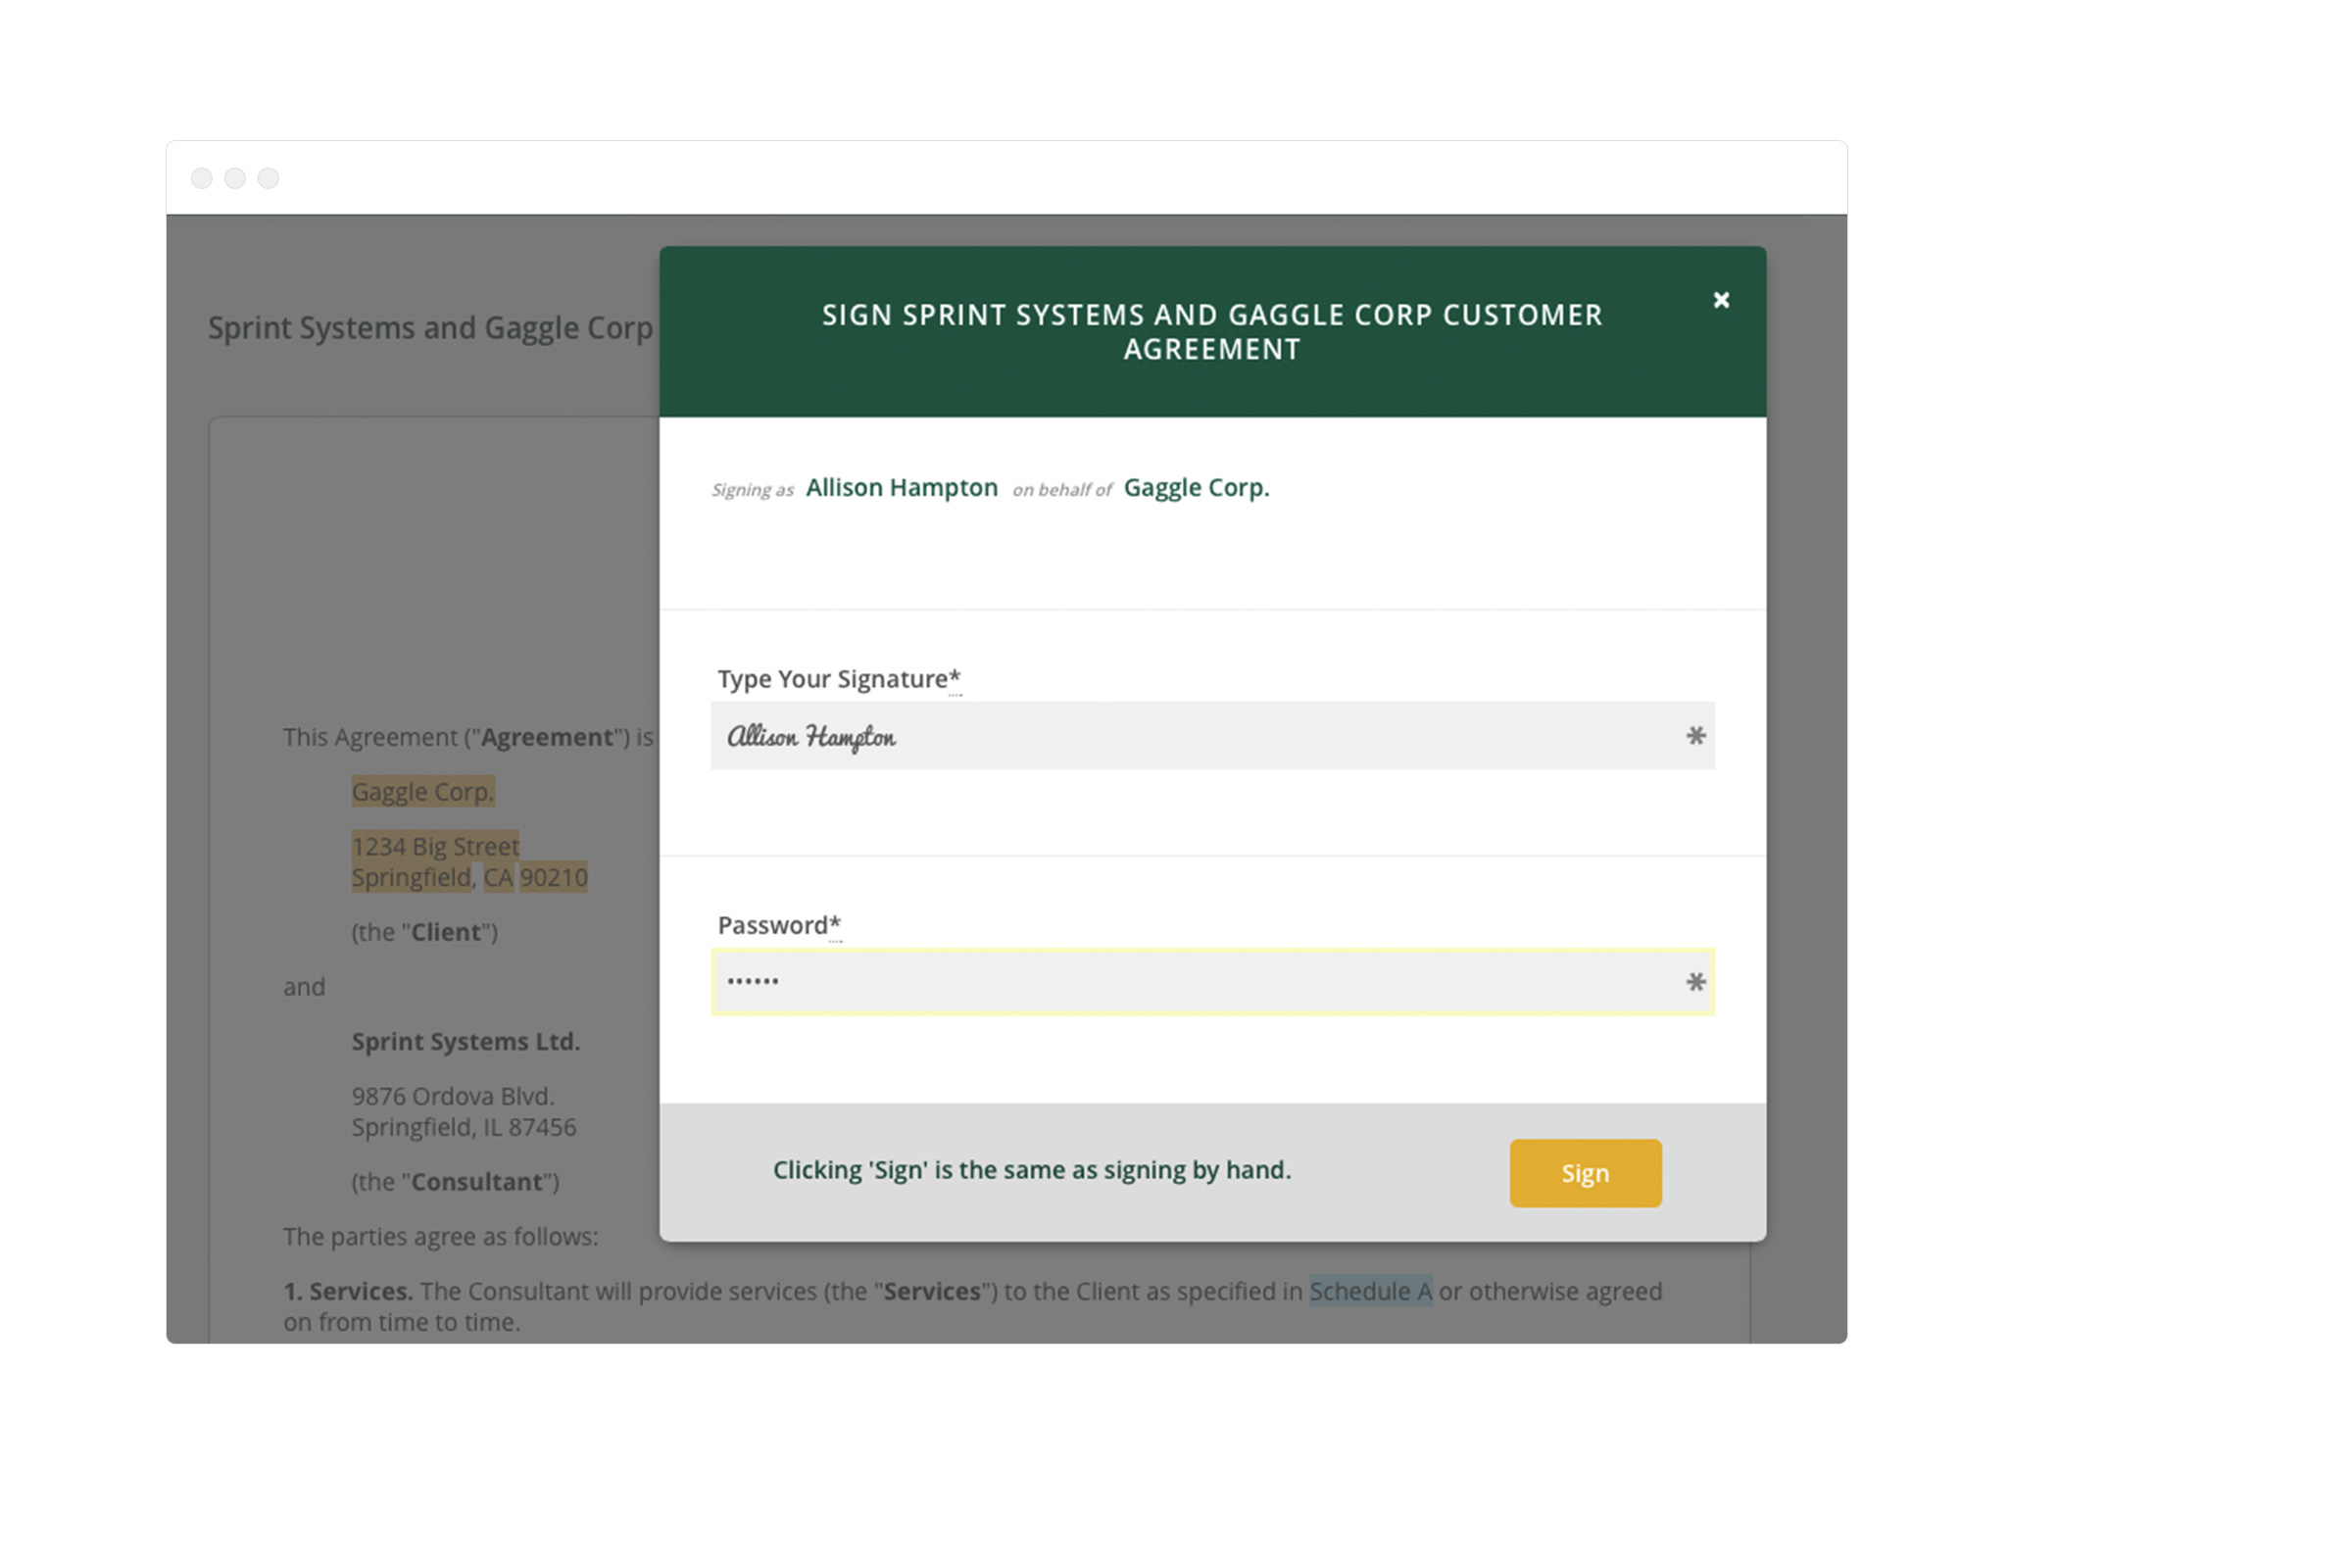 Sprint Systems and Gaggle Corp
SIGN SPRINT SYSTEMS AND GAGGLE CORP CUSTOMER
AGREEMENT
Signing as Allison Hampton on behalf of Gaggle Corp.
Type Your Signature*
Allison Hampton
Password*
••••••
Clicking 'Sign' is the same as signing by hand.
Sign
This Agreement ("Agreement") is
Gaggle Corp.
1234 Big Street
Springfield, CA 90210
(the "Client")
and
Sprint Systems Ltd.
9876 Ordova Blvd.
Springfield, IL 87456
(the "Consultant")
The parties agree as follows:
1. Services. The Consultant will provide services (the "Services") to the Client as specified in Schedule A or otherwise agreed
on from time to time.